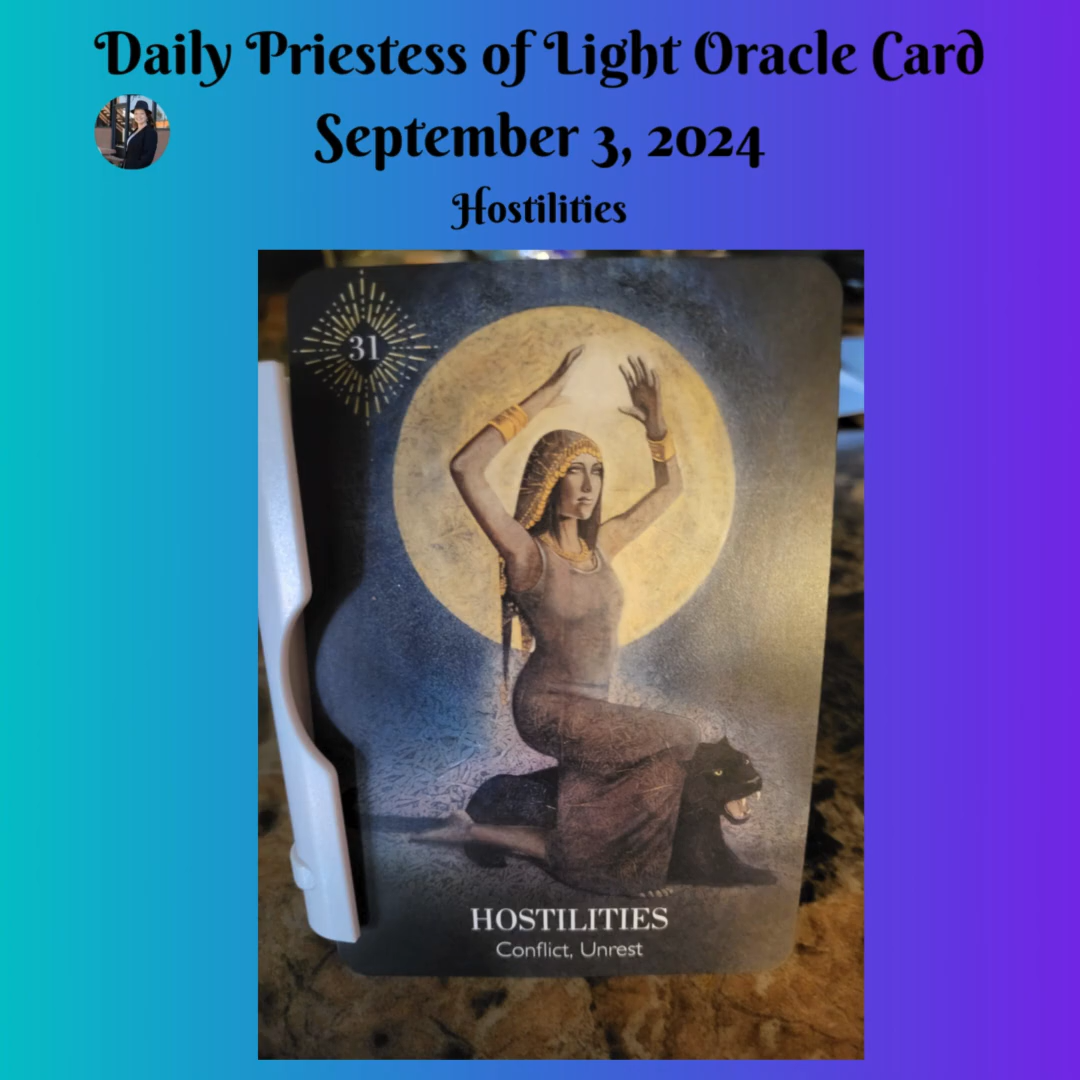 Daily Priestess of Light Oracle Card
September 3, 2024
Hostilities
31
HOSTILITIES
Conflict, Unrest